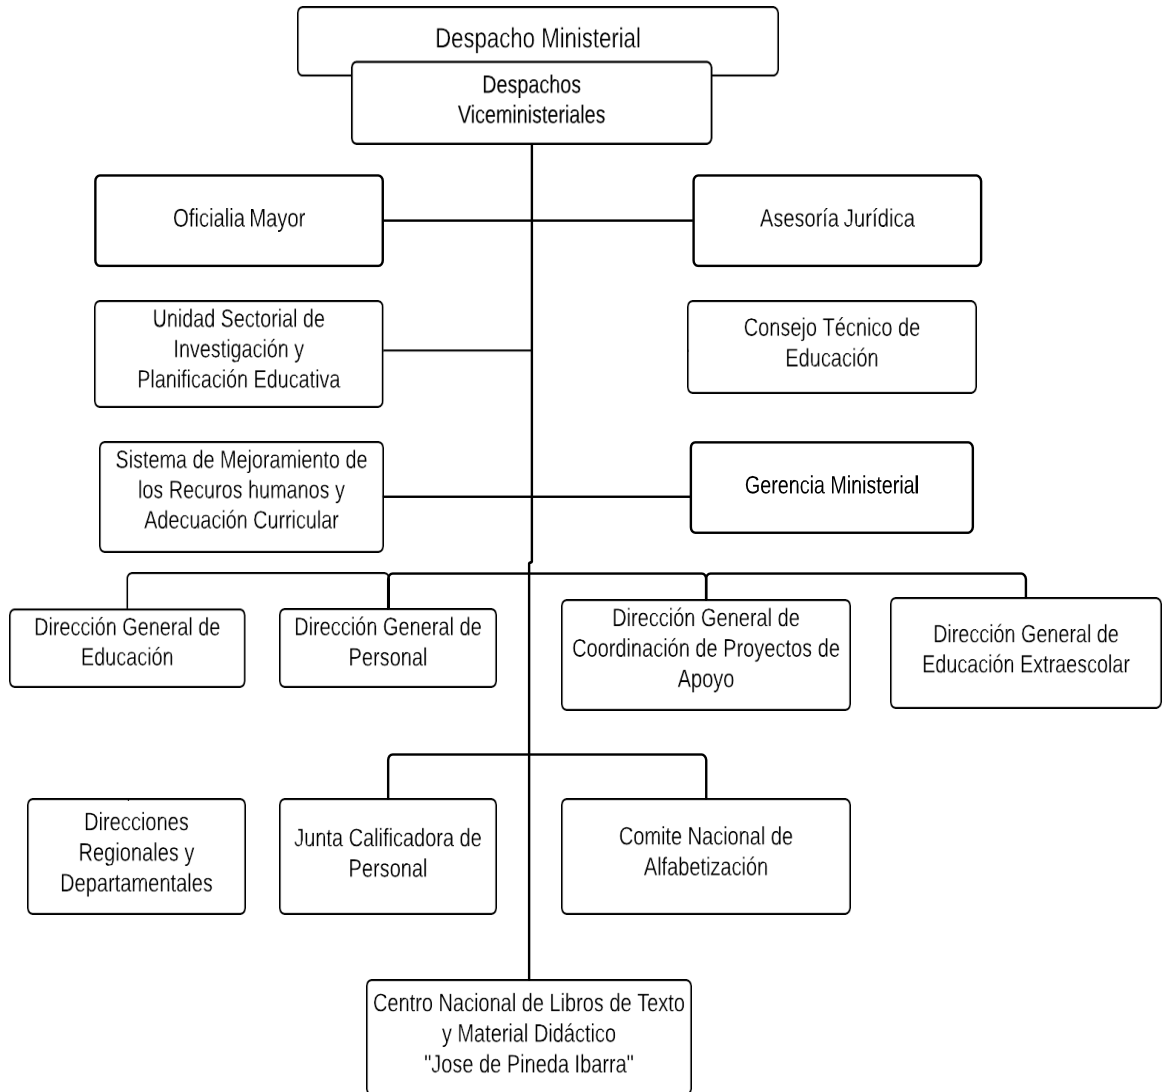 Despacho Ministerial
Despachos
Viceministeriales
Oficialia Mayor
Asesoría Jurídica
Unidad Sectorial de
Investigación y
Planificación Educativa
Consejo Técnico de
Educación
Sistema de Mejoramiento de
los Recuros humanos y
Adecuación Curricular
Gerencia Ministerial
Dirección General de
Educación
Dirección General de
Personal
Dirección General de
Coordinación de Proyectos de
Apoyo
Dirección General de
Educación Extraescolar
Direcciones
Regionales y
Departamentales
Junta Calificadora de
Personal
Comite Nacional de
Alfabetización
Centro Nacional de Libros de Texto
y Material Didáctico
"Jose de Pineda Ibarra"